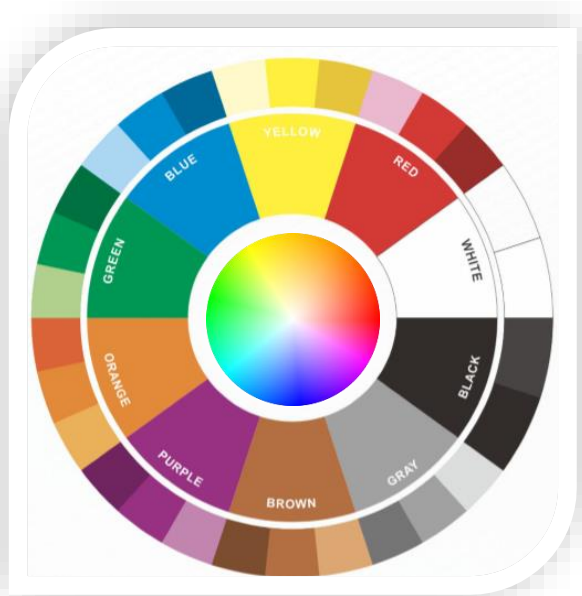 YELLOW
RED
WHITE
BLACK
GRAY
BROWN
PURPLE
ORANGE
GREEN
BLUE